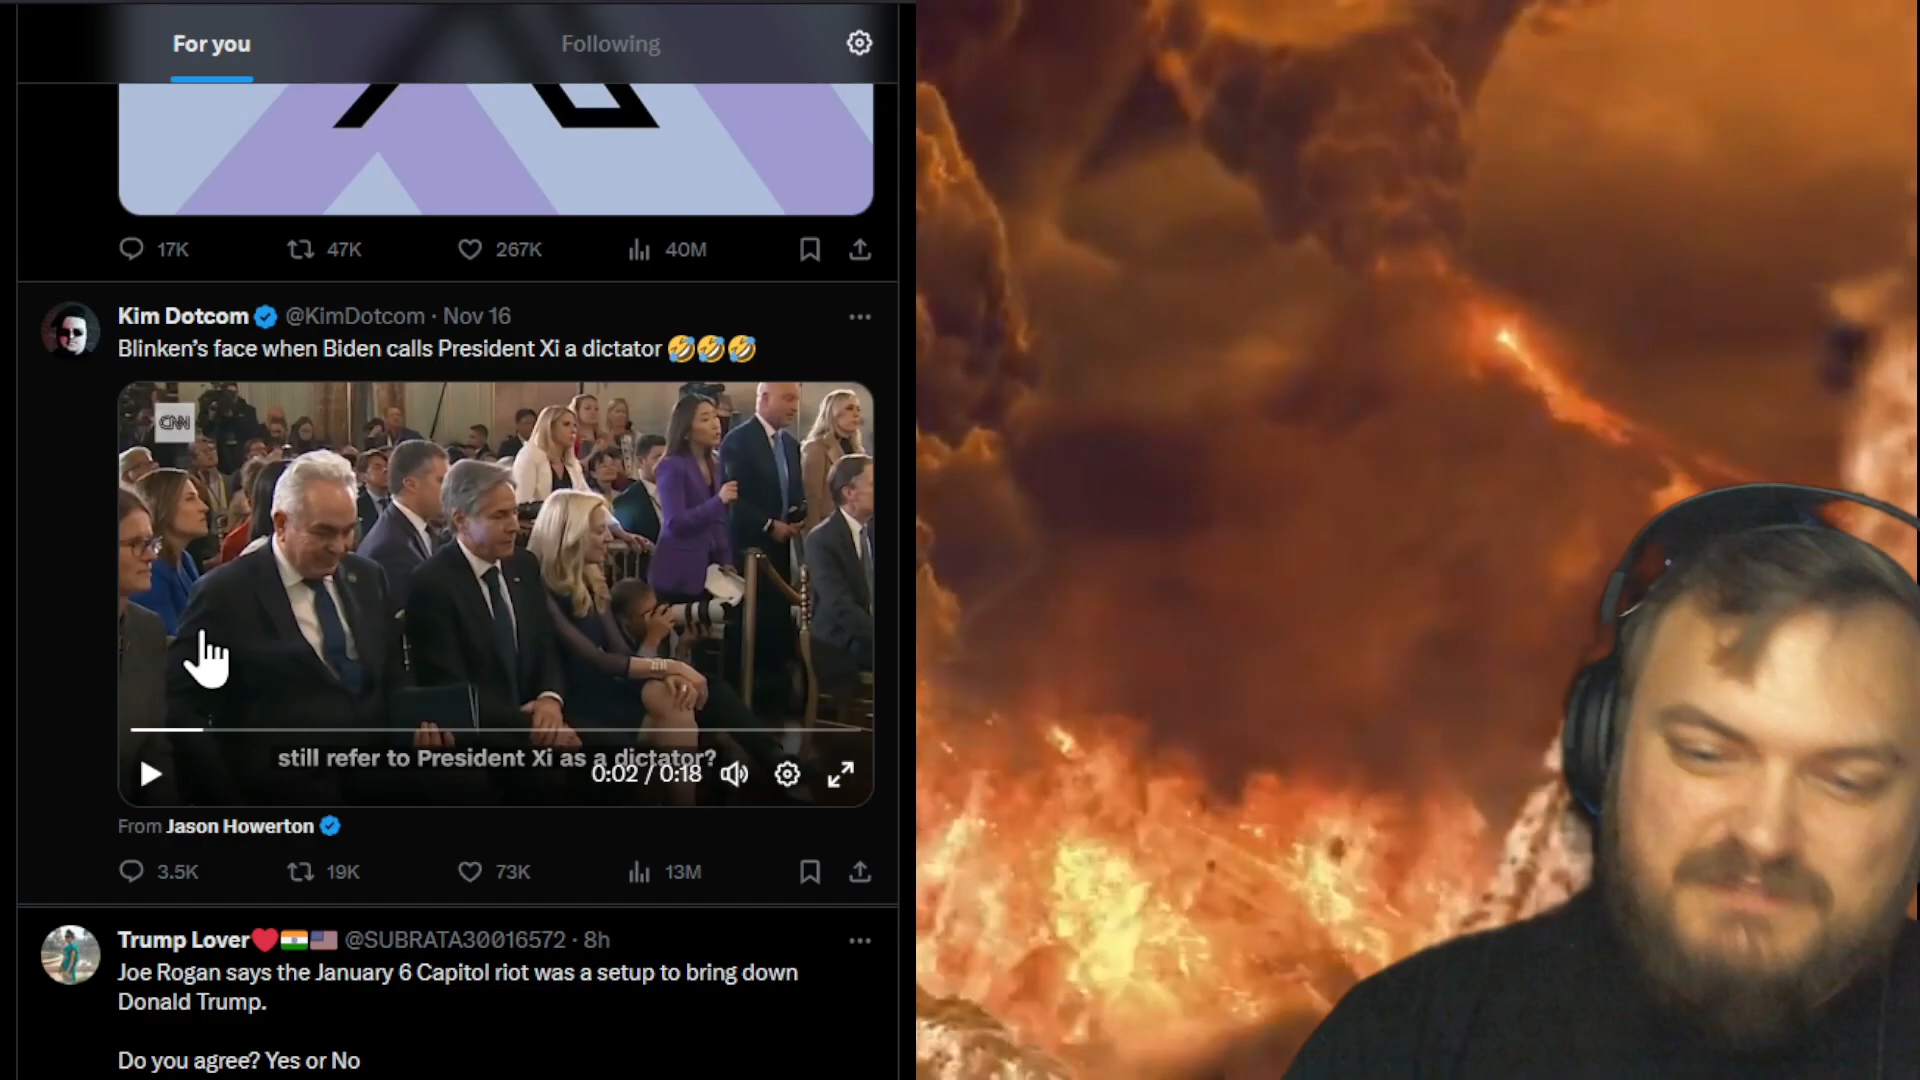 For you
Following
17K
47K
267K
40M
Kim Dotcom @KimDotcom · Nov 16
Blinken’s face when Biden calls President Xi a dictator 🤣🤣🤣
CNN
still refer to President Xi as a dictator?
0:02 / 0:18
From Jason Howerton
3.5K
19K
73K
13M
Trump Lover❤️🇮🇳🇺🇸 @SUBRATA30016572 · 8h
Joe Rogan says the January 6 Capitol riot was a setup to bring down
Donald Trump.
Do you agree? Yes or No